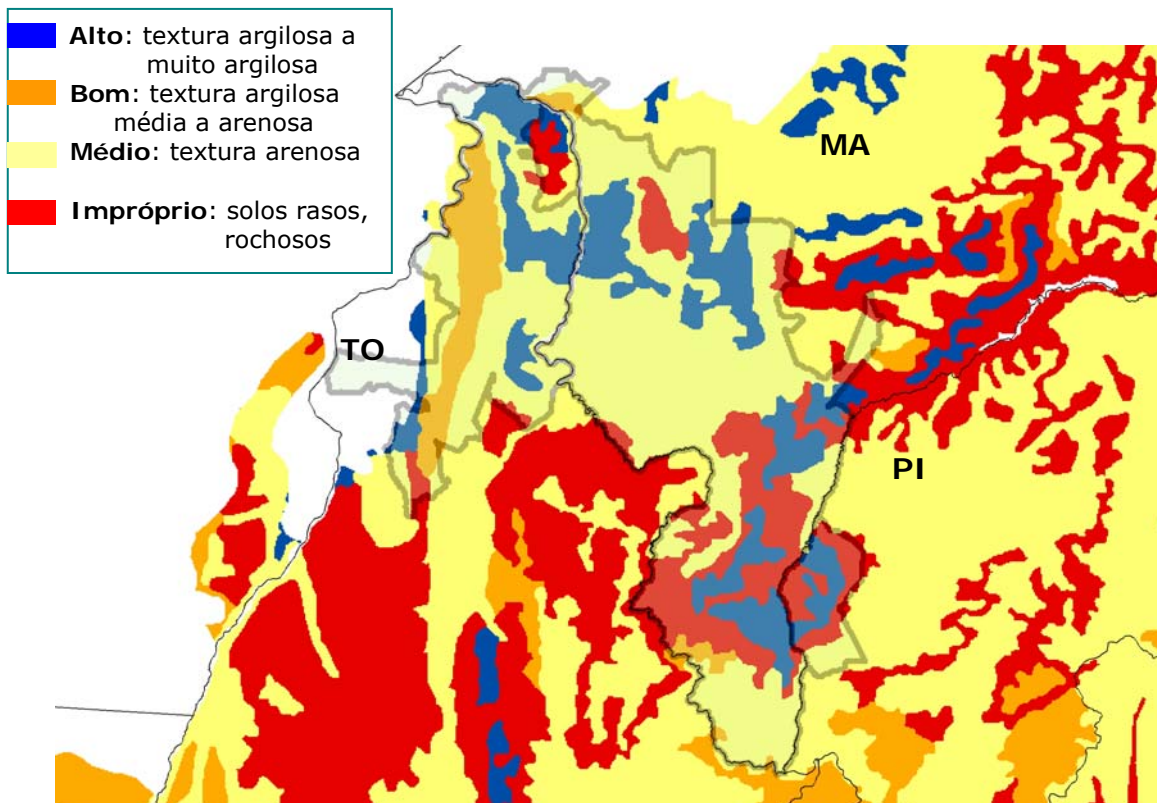 Alto: textura argilosa a
muito argilosa
Bom: textura argilosa
média a arenosa
Médio: textura arenosa
Impróprio: solos rasos,
rochosos
MA
TO
PI